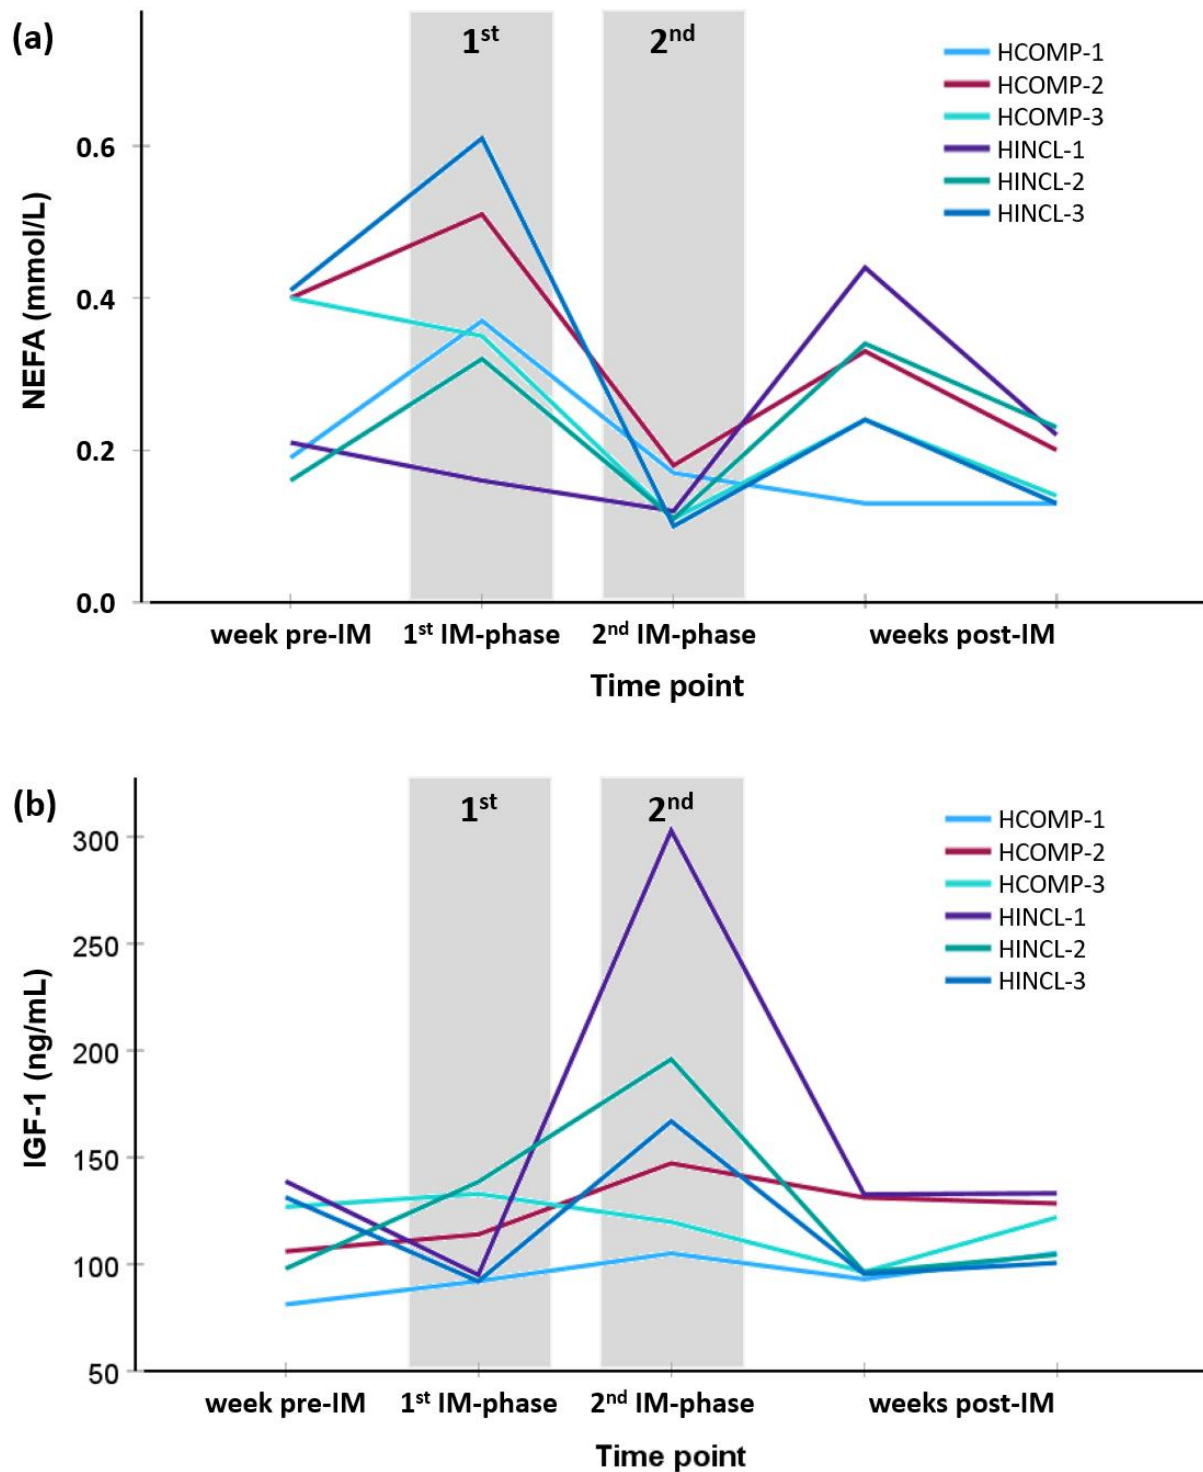 (a)
1st
2nd
HCOMP-1
HCOMP-2
HCOMP-3
HINCL-1
HINCL-2
HINCL-3
NEFA (mmol/L)
0.6
0.4
0.2
0.0
week pre-IM 1st IM-phase 2nd IM-phase weeks post-IM
Time point
(b)
1st
2nd
HCOMP-1
HCOMP-2
HCOMP-3
HINCL-1
HINCL-2
HINCL-3
IGF-1 (ng/mL)
300
250
200
150
100
50
week pre-IM 1st IM-phase 2nd IM-phase weeks post-IM
Time point